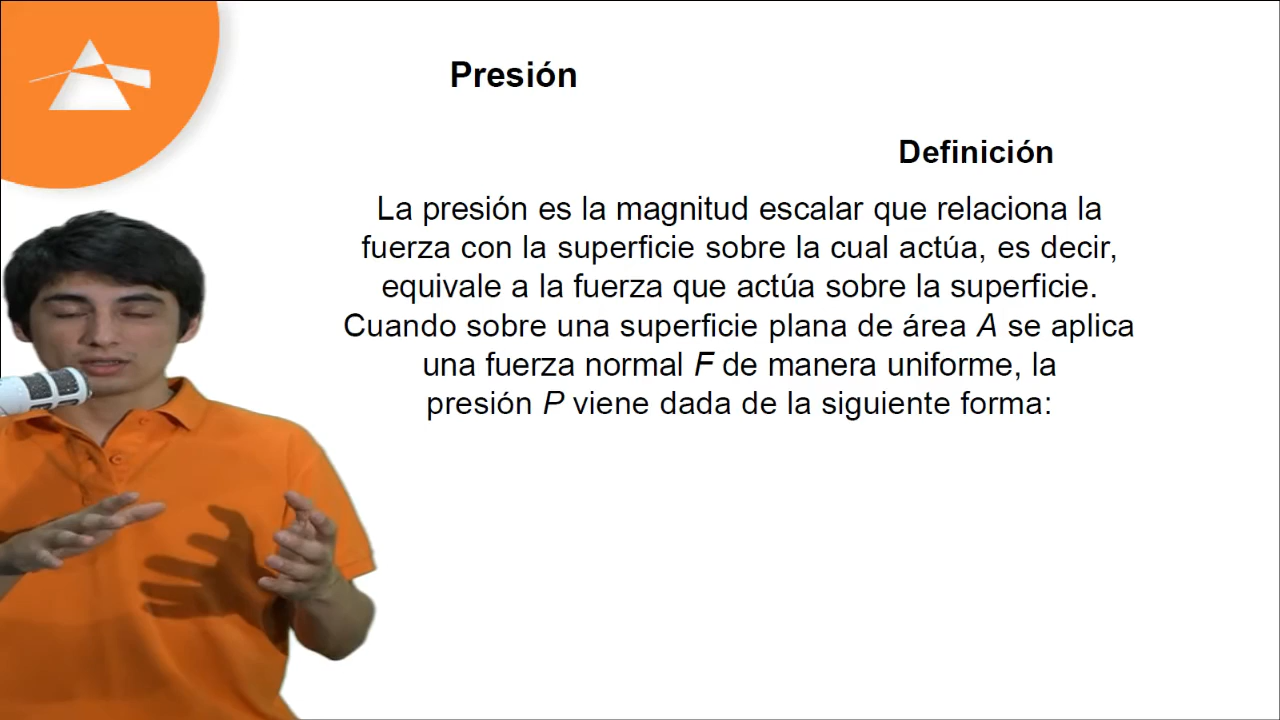 Presión
Definición
La presión es la magnitud escalar que relaciona la
fuerza con la superficie sobre la cual actúa, es decir,
equivale a la fuerza que actúa sobre la superficie.
Cuando sobre una superficie plana de área A se aplica
una fuerza normal F de manera uniforme, la
presión P viene dada de la siguiente forma: